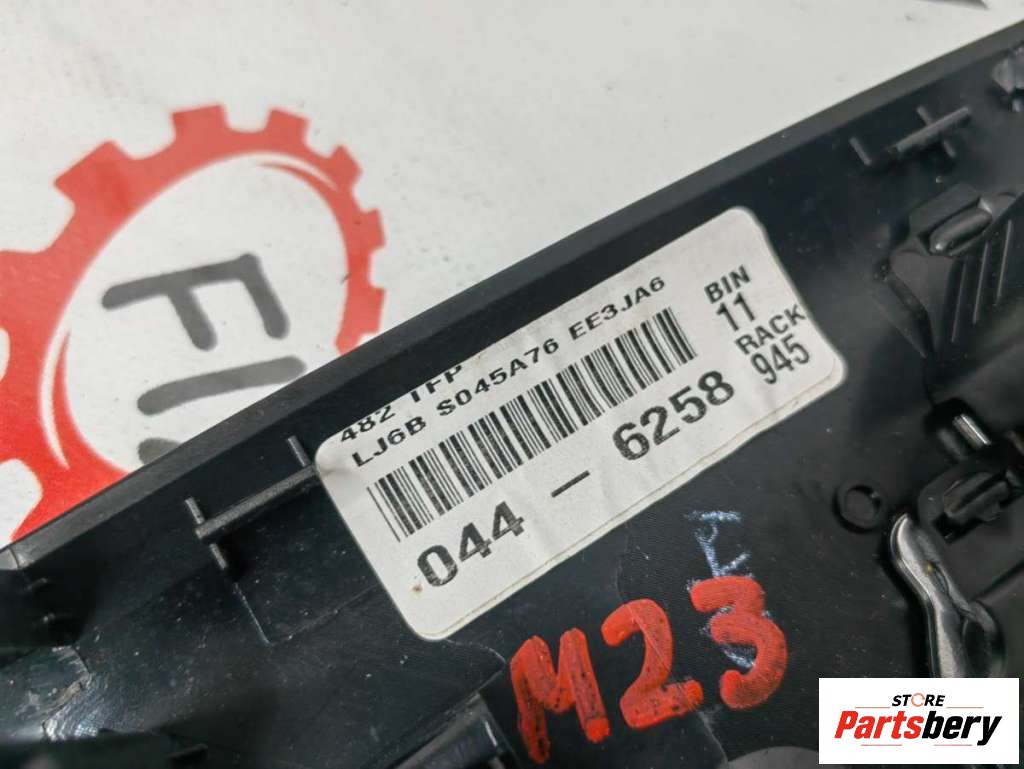 482 TFP
LJ6B S045A76 EE3JA6
044 - 6258
BIN
11
RACK
945
M23
STORE
Partsbery